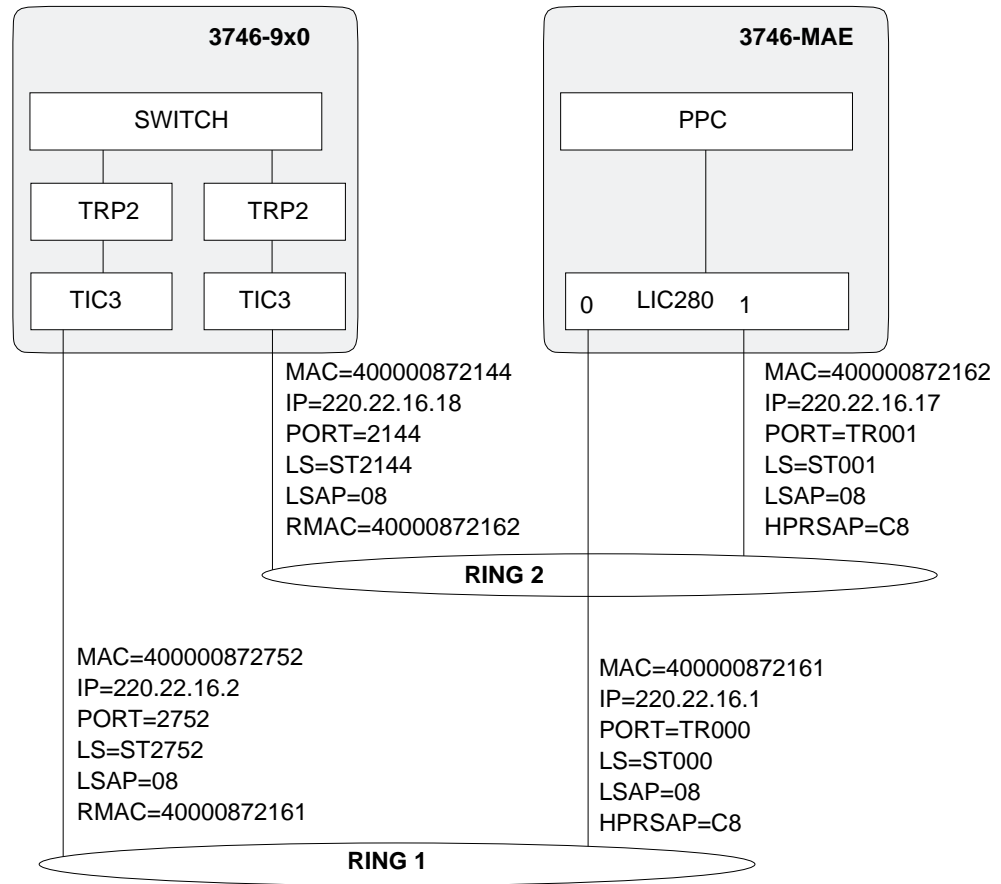 3746-9x0
3746-MAE
SWITCH
PPC
TRP2
TRP2
TIC3
TIC3
0
LIC280
1
MAC=400000872144
IP=220.22.16.18
PORT=2144
LS=ST2144
LSAP=08
RMAC=40000872162
MAC=400000872162
IP=220.22.16.17
PORT=TR001
LS=ST001
LSAP=08
HPRSAP=C8
RING 2
MAC=400000872752
IP=220.22.16.2
PORT=2752
LS=ST2752
LSAP=08
RMAC=40000872161
MAC=400000872161
IP=220.22.16.1
PORT=TR000
LS=ST000
LSAP=08
HPRSAP=C8
RING 1